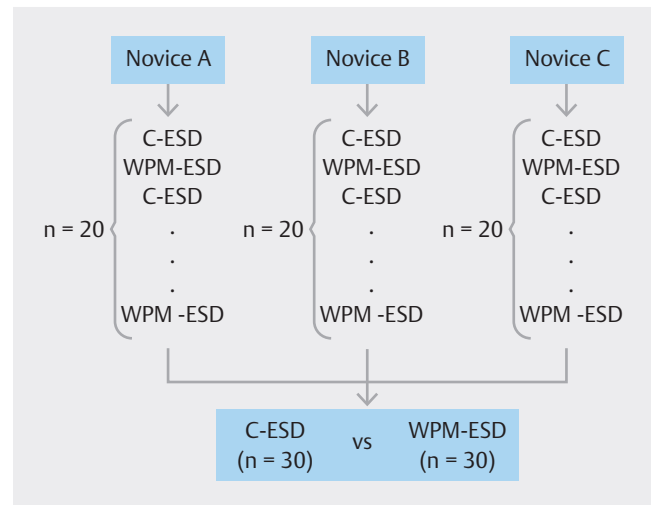 Novice A
Novice B
Novice C
C-ESD
WPM-ESD
C-ESD
.
.
.
WPM -ESD
n = 20
C-ESD
WPM-ESD
C-ESD
.
.
.
WPM -ESD
n = 20
C-ESD
WPM-ESD
C-ESD
.
.
.
WPM -ESD
n = 20
C-ESD
(n = 30)
vs
WPM-ESD
(n = 30)